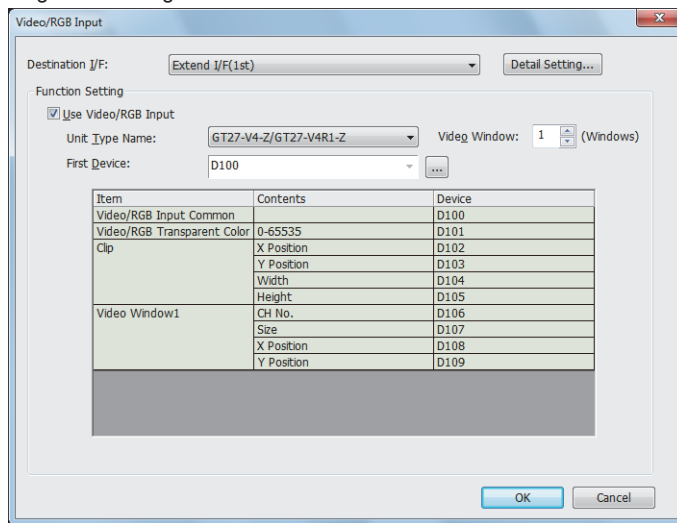 Video/RGB Input
Destination I/F: Extend I/F(1st) Detail Setting...
Function Setting
Use Video/RGB Input
Unit Type Name: GT27-V4-Z/GT27-V4R1-Z Video Window: 1 (Windows)
First Device: D100 ...
Item Contents Device
Video/RGB Input Common D100
Video/RGB Transparent Color 0-65535 D101
Clip X Position D102
Y Position D103
Width D104
Height D105
Video Window1 CH No. D106
Size D107
X Position D108
Y Position D109
OK Cancel